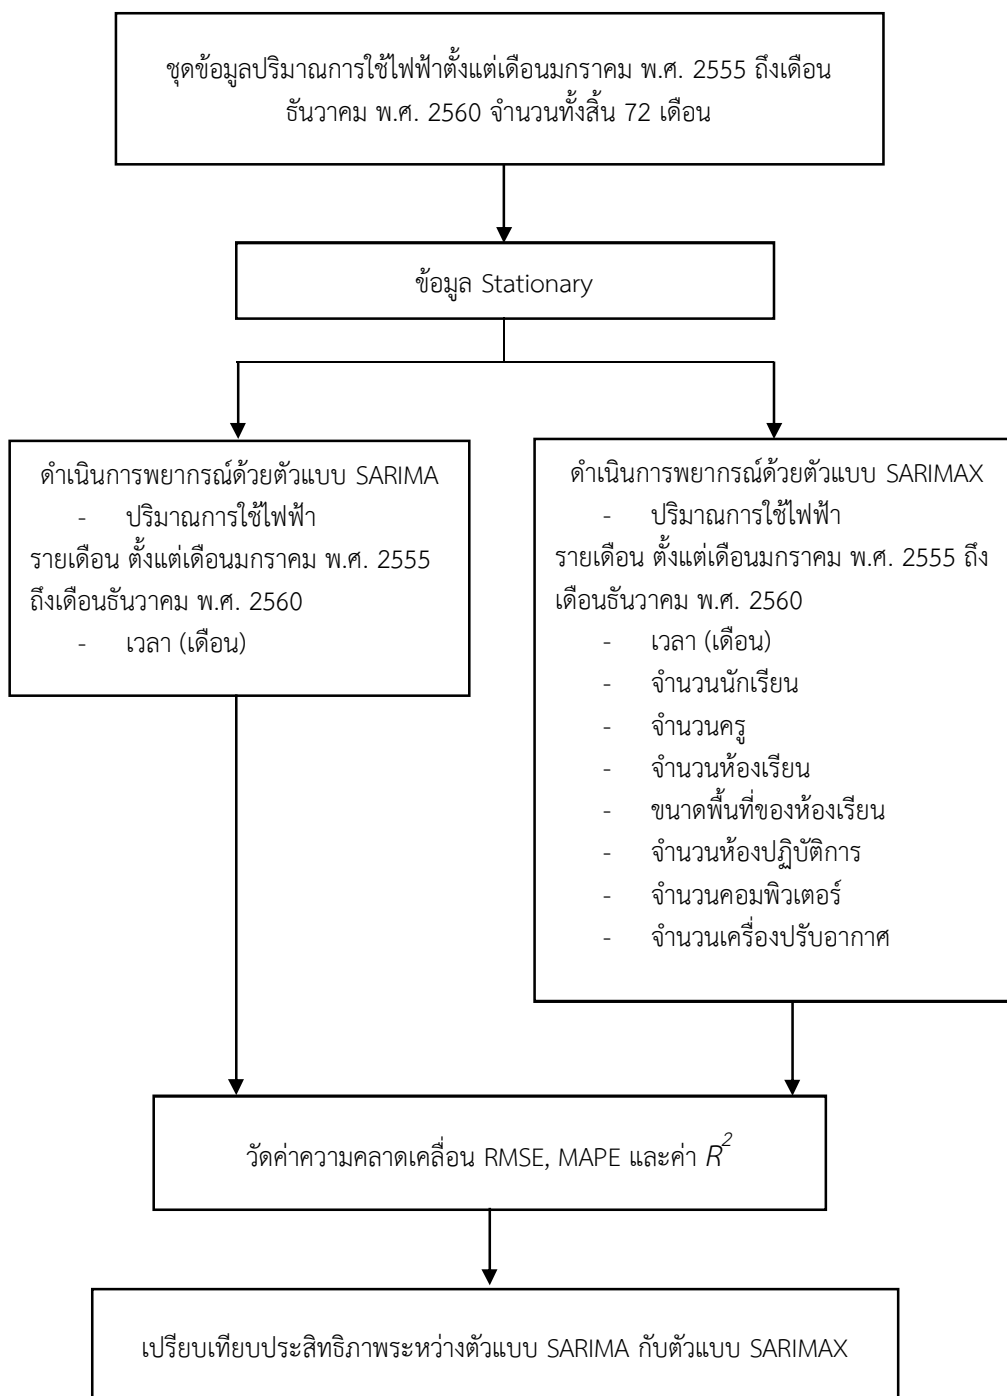 ชุดข้อมูลปริมาณการใช้ไฟฟ้าตั้งแต่เดือนมกราคม พ.ศ. 2555 ถึงเดือน
ธันวาคม พ.ศ. 2560 จำนวนทั้งสิ้น 72 เดือน
ข้อมูล Stationary
ดำเนินการพยากรณ์ด้วยตัวแบบ SARIMA
- ปริมาณการใช้ไฟฟ้า
รายเดือน ตั้งแต่เดือนมกราคม พ.ศ. 2555
ถึงเดือนธันวาคม พ.ศ. 2560
- เวลา (เดือน)
ดำเนินการพยากรณ์ด้วยตัวแบบ SARIMAX
- ปริมาณการใช้ไฟฟ้า
รายเดือน ตั้งแต่เดือนมกราคม พ.ศ. 2555 ถึง
เดือนธันวาคม พ.ศ. 2560
- เวลา (เดือน)
- จำนวนนักเรียน
- จำนวนครู
- จำนวนห้องเรียน
- ขนาดพื้นที่ของห้องเรียน
- จำนวนห้องปฏิบัติการ
- จำนวนคอมพิวเตอร์
- จำนวนเครื่องปรับอากาศ
วัดค่าความคลาดเคลื่อน RMSE, MAPE และค่า R²
เปรียบเทียบประสิทธิภาพระหว่างตัวแบบ SARIMA กับตัวแบบ SARIMAX